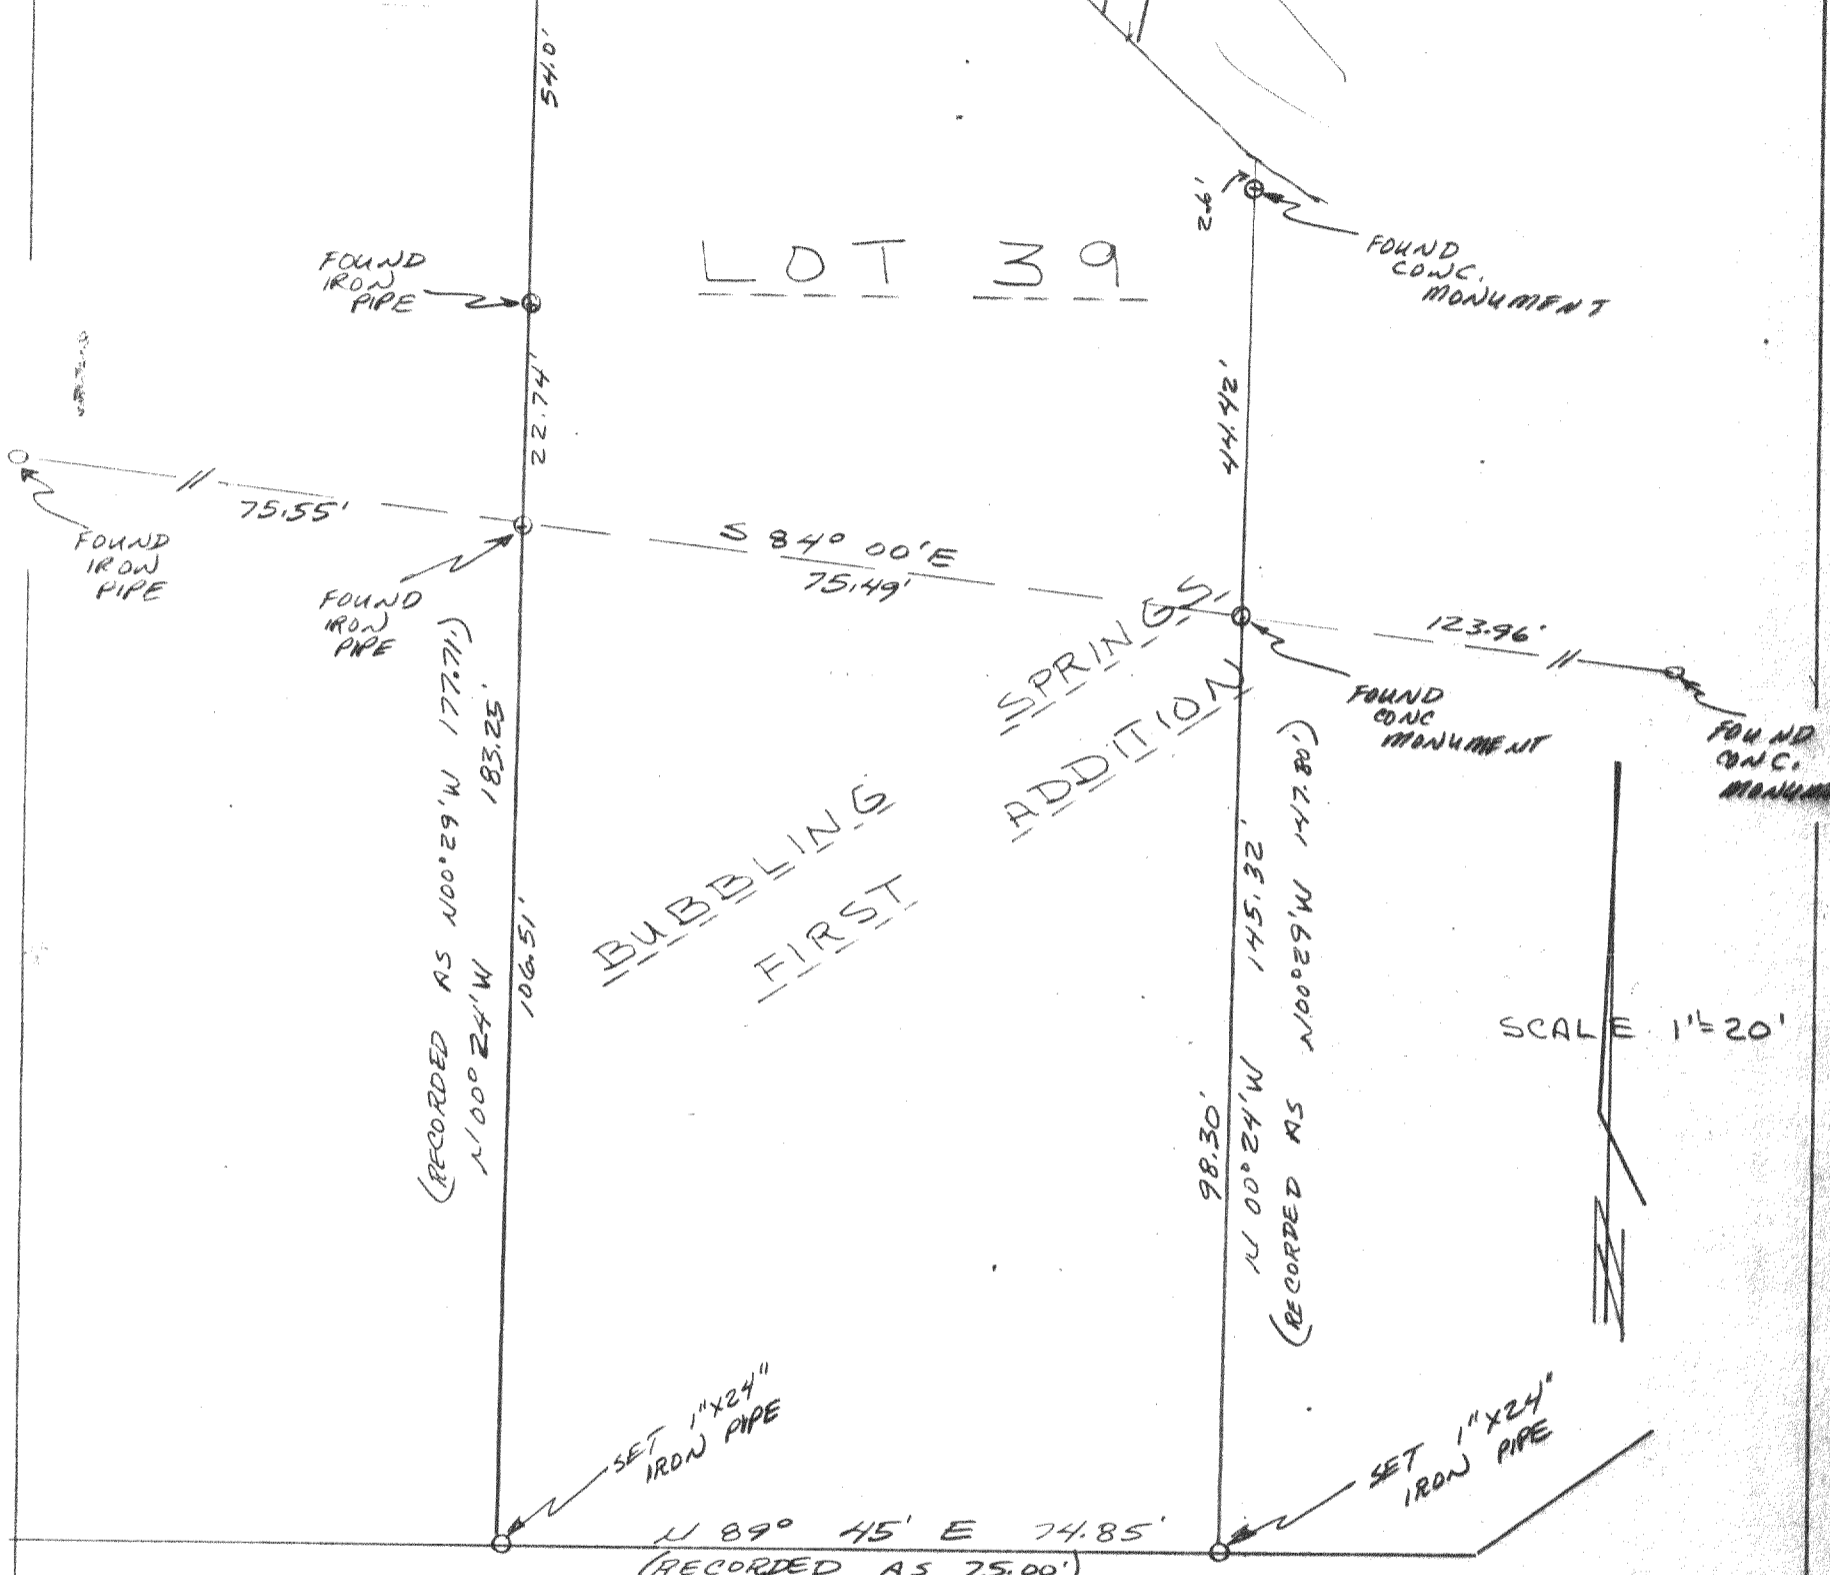 54.0'
2.6'
FOUND
IRON
PIPE
LOT 39
FOUND
CONC.
MONUMENT
22.74'
44.42'
75.55'
S 84° 00' E
75.49'
123.96'
FOUND
IRON
PIPE
FOUND
IRON
PIPE
FOUND
CONC
MONUMENT
FOUND
CONC.
(RECORDED AS N00°29'W 177.71')
N 00° 24' W 183.25'
106.51'
BUBBLING SPRINGS,
FIRST ADDITION
98.30'
N 00° 24' W 145.32'
(RECORDED AS N00°29'W 147.80')
SCALE 1"=20'
N
SET 1"x24"
IRON PIPE
SET 1"x24"
IRON PIPE
N 89° 45' E 74.85'
(RECORDED AS 75.00')